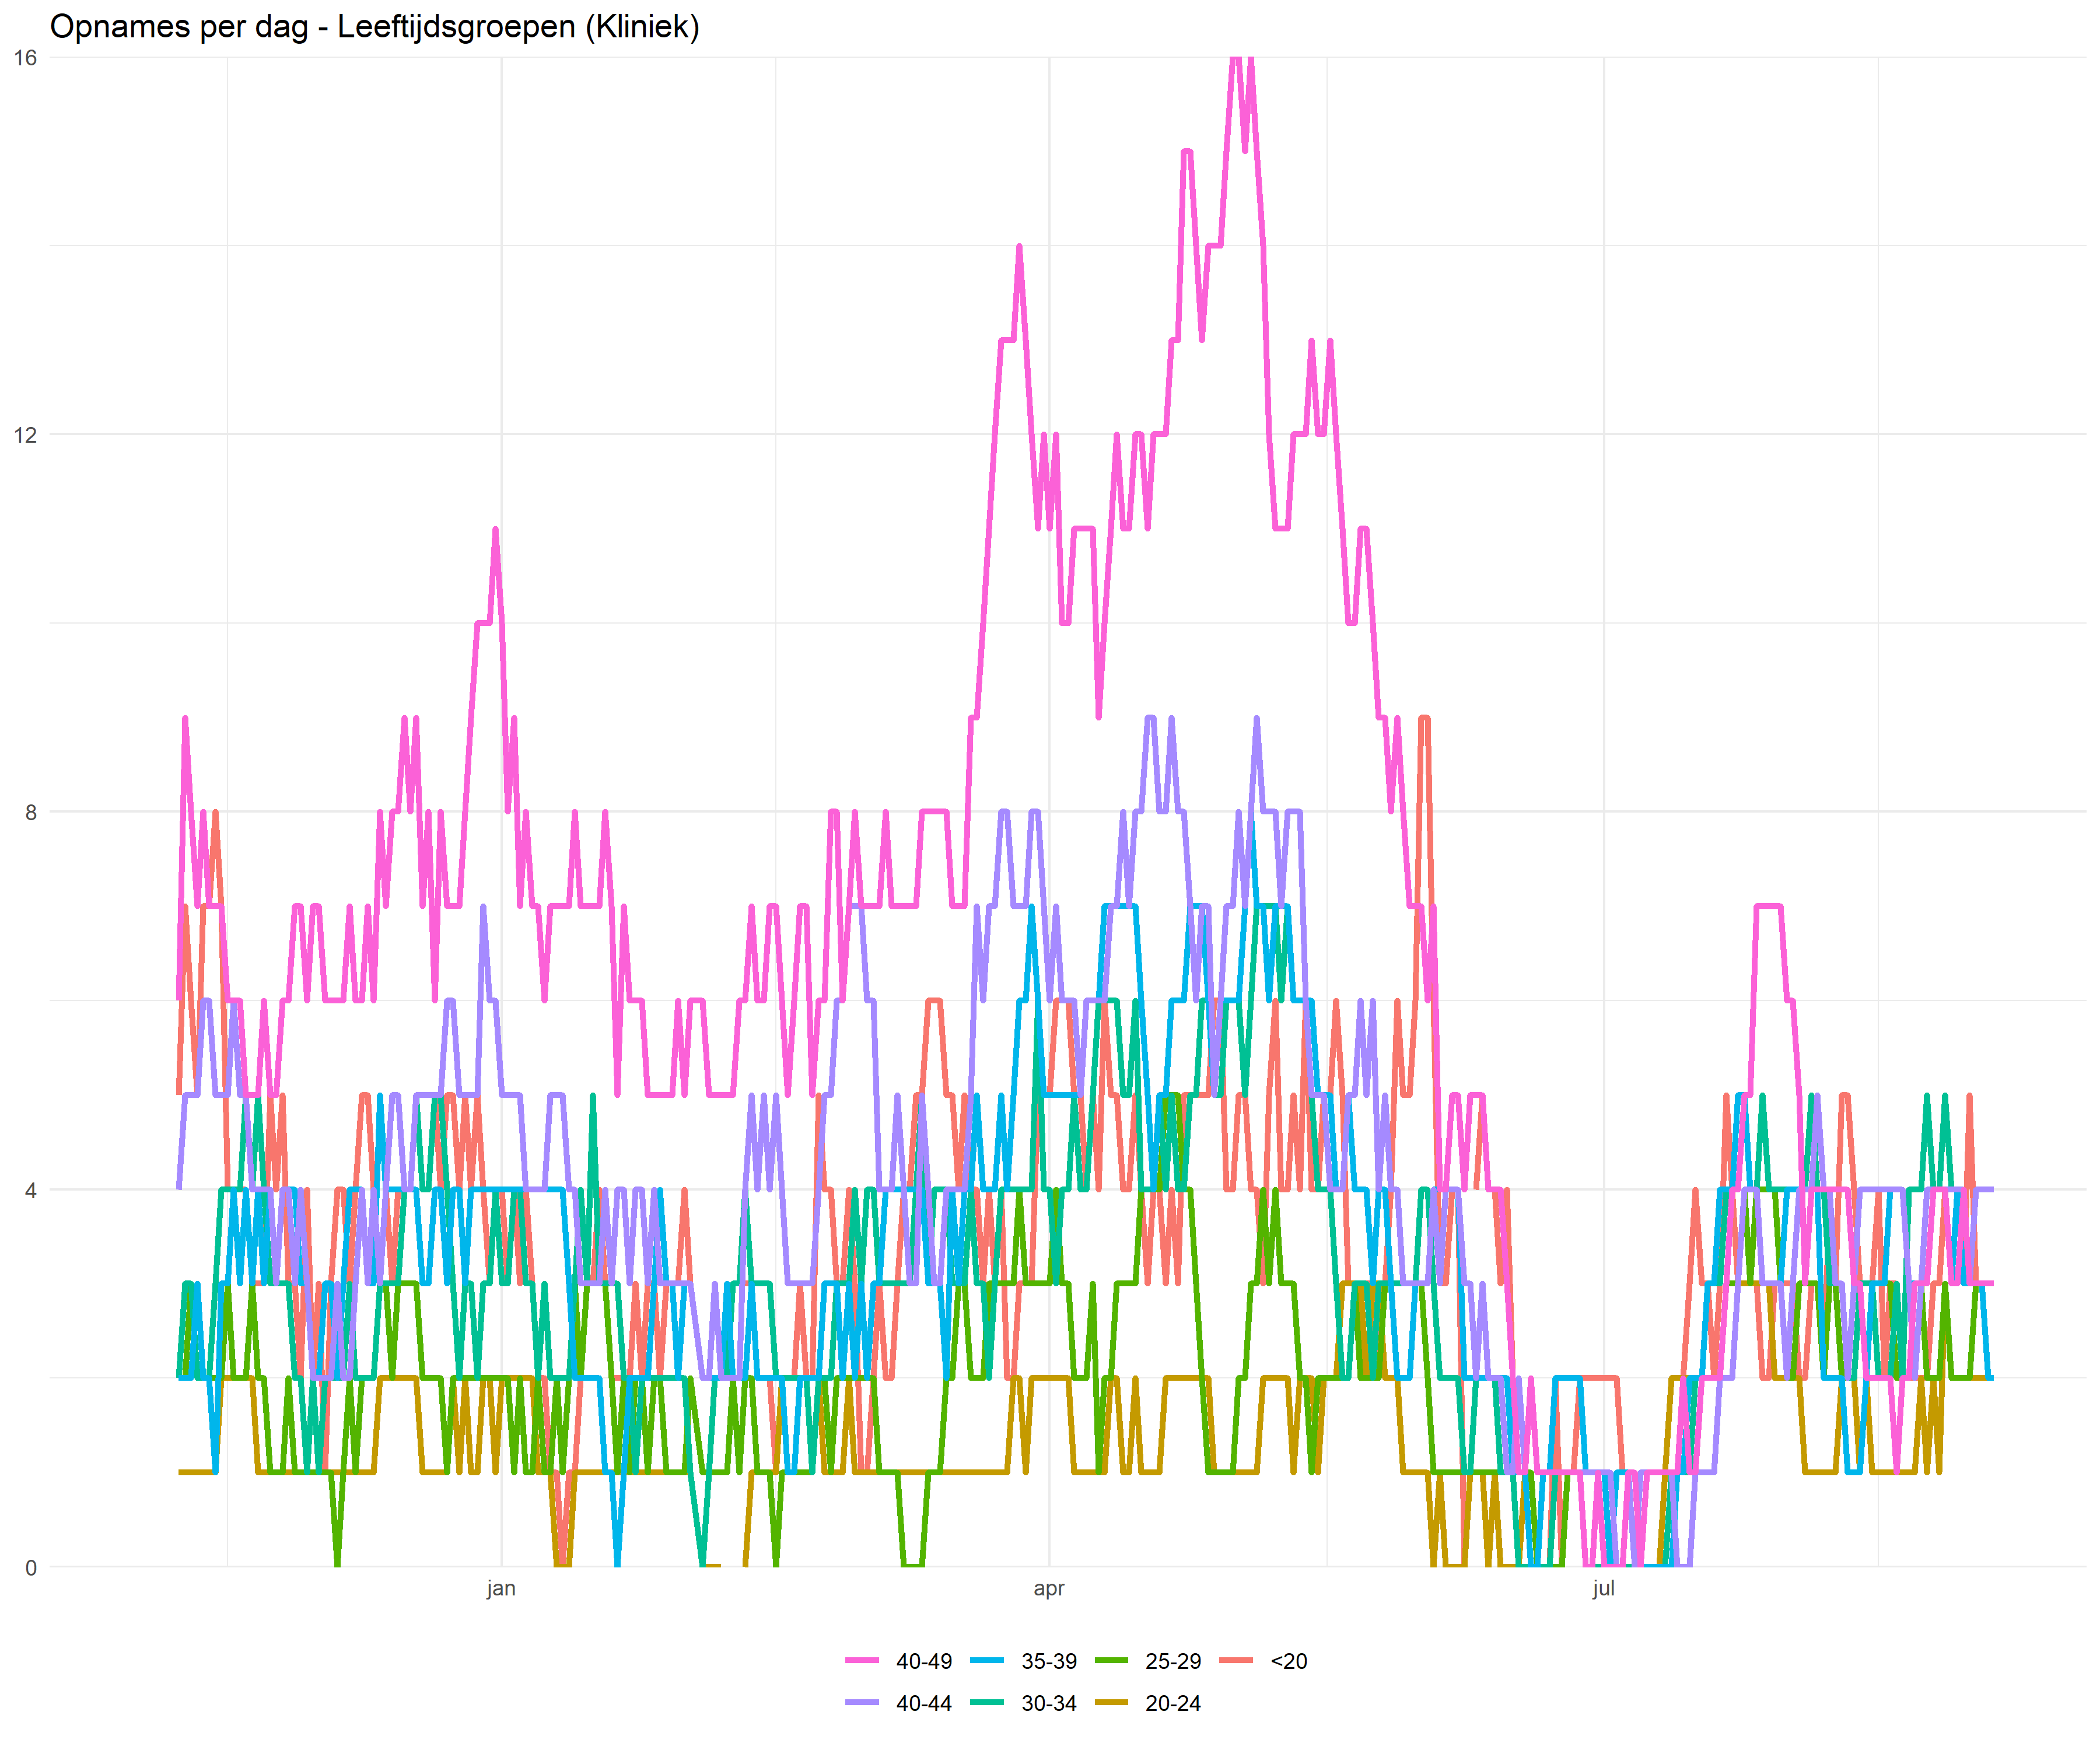 Opnames per dag - Leeftijdsgroepen (Kliniek)
16
12
8
4
0
jan apr jul
40-49 35-39 25-29 <20
40-44 30-34 20-24